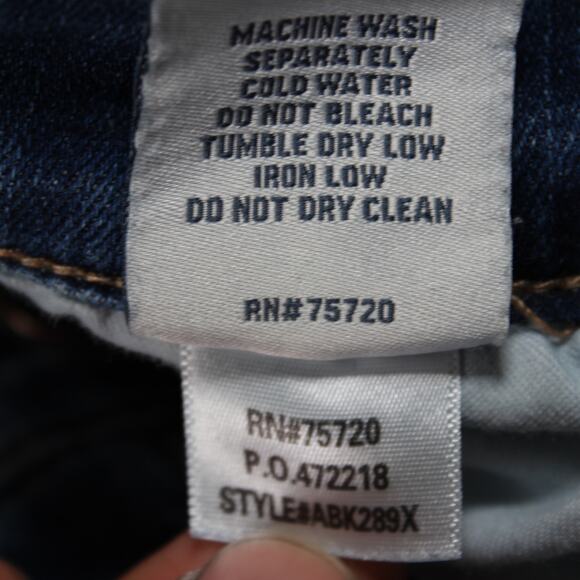 MACHINE WASH
SEPARATELY
COLD WATER
DO NOT BLEACH
TUMBLE DRY LOW
IRON LOW
DO NOT DRY CLEAN
RN#75720
RN#75720
P.O.472218
STYLE#ABK289X